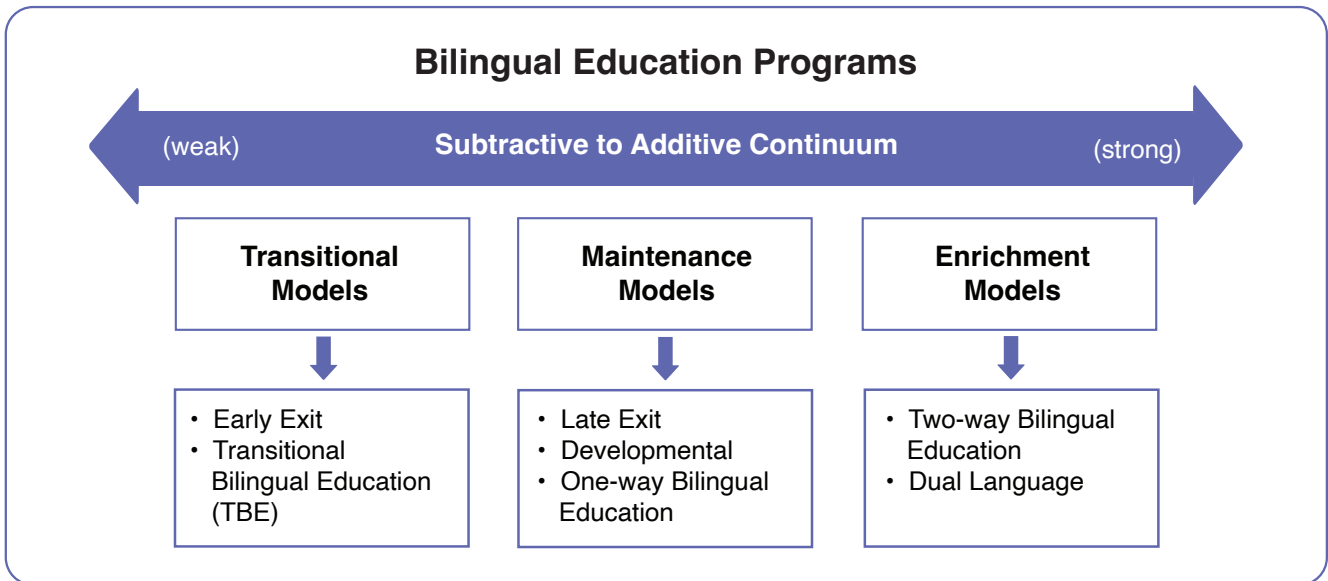 Bilingual Education Programs
(weak) Subtractive to Additive Continuum (strong)
Transitional
Models
Maintenance
Models
Enrichment
Models
• Early Exit
• Transitional
Bilingual Education
(TBE)
• Late Exit
• Developmental
• One-way Bilingual
Education
• Two-way Bilingual
Education
• Dual Language